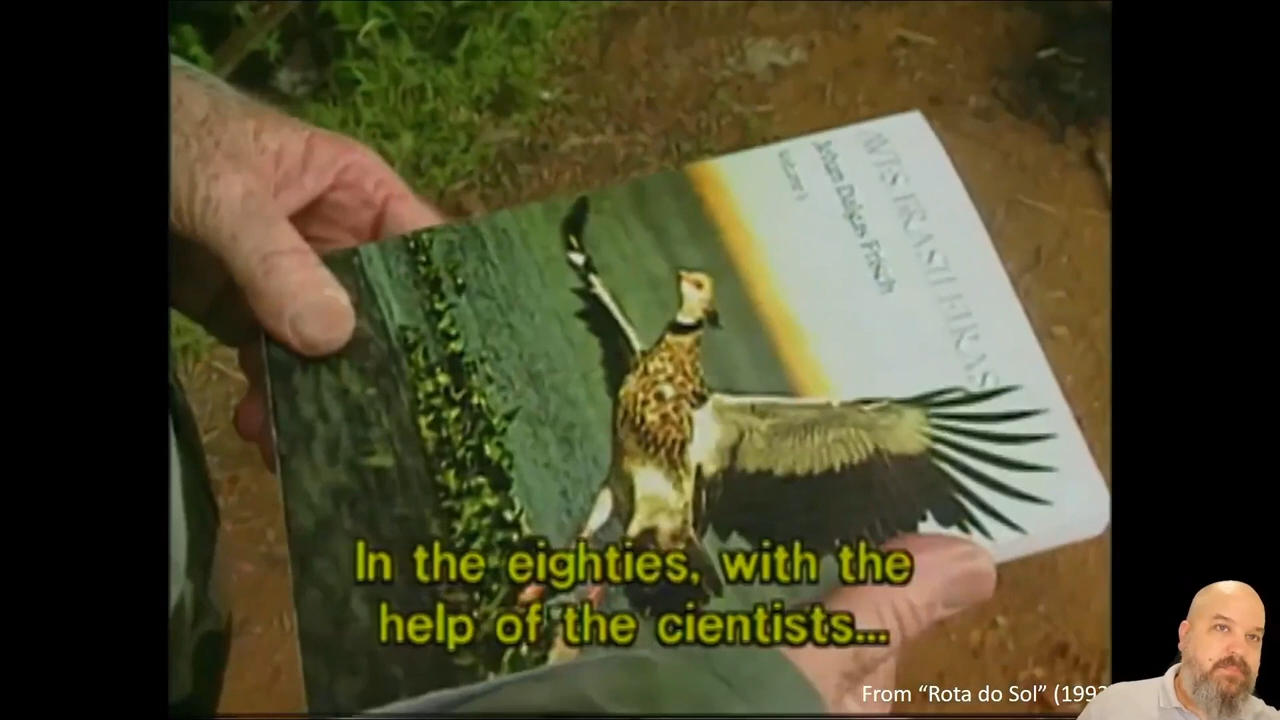 AVES BRASILEIRAS
Johan Dalgas Frisch
Volume I
In the eighties, with the
help of the cientists...
From “Rota do Sol” (199